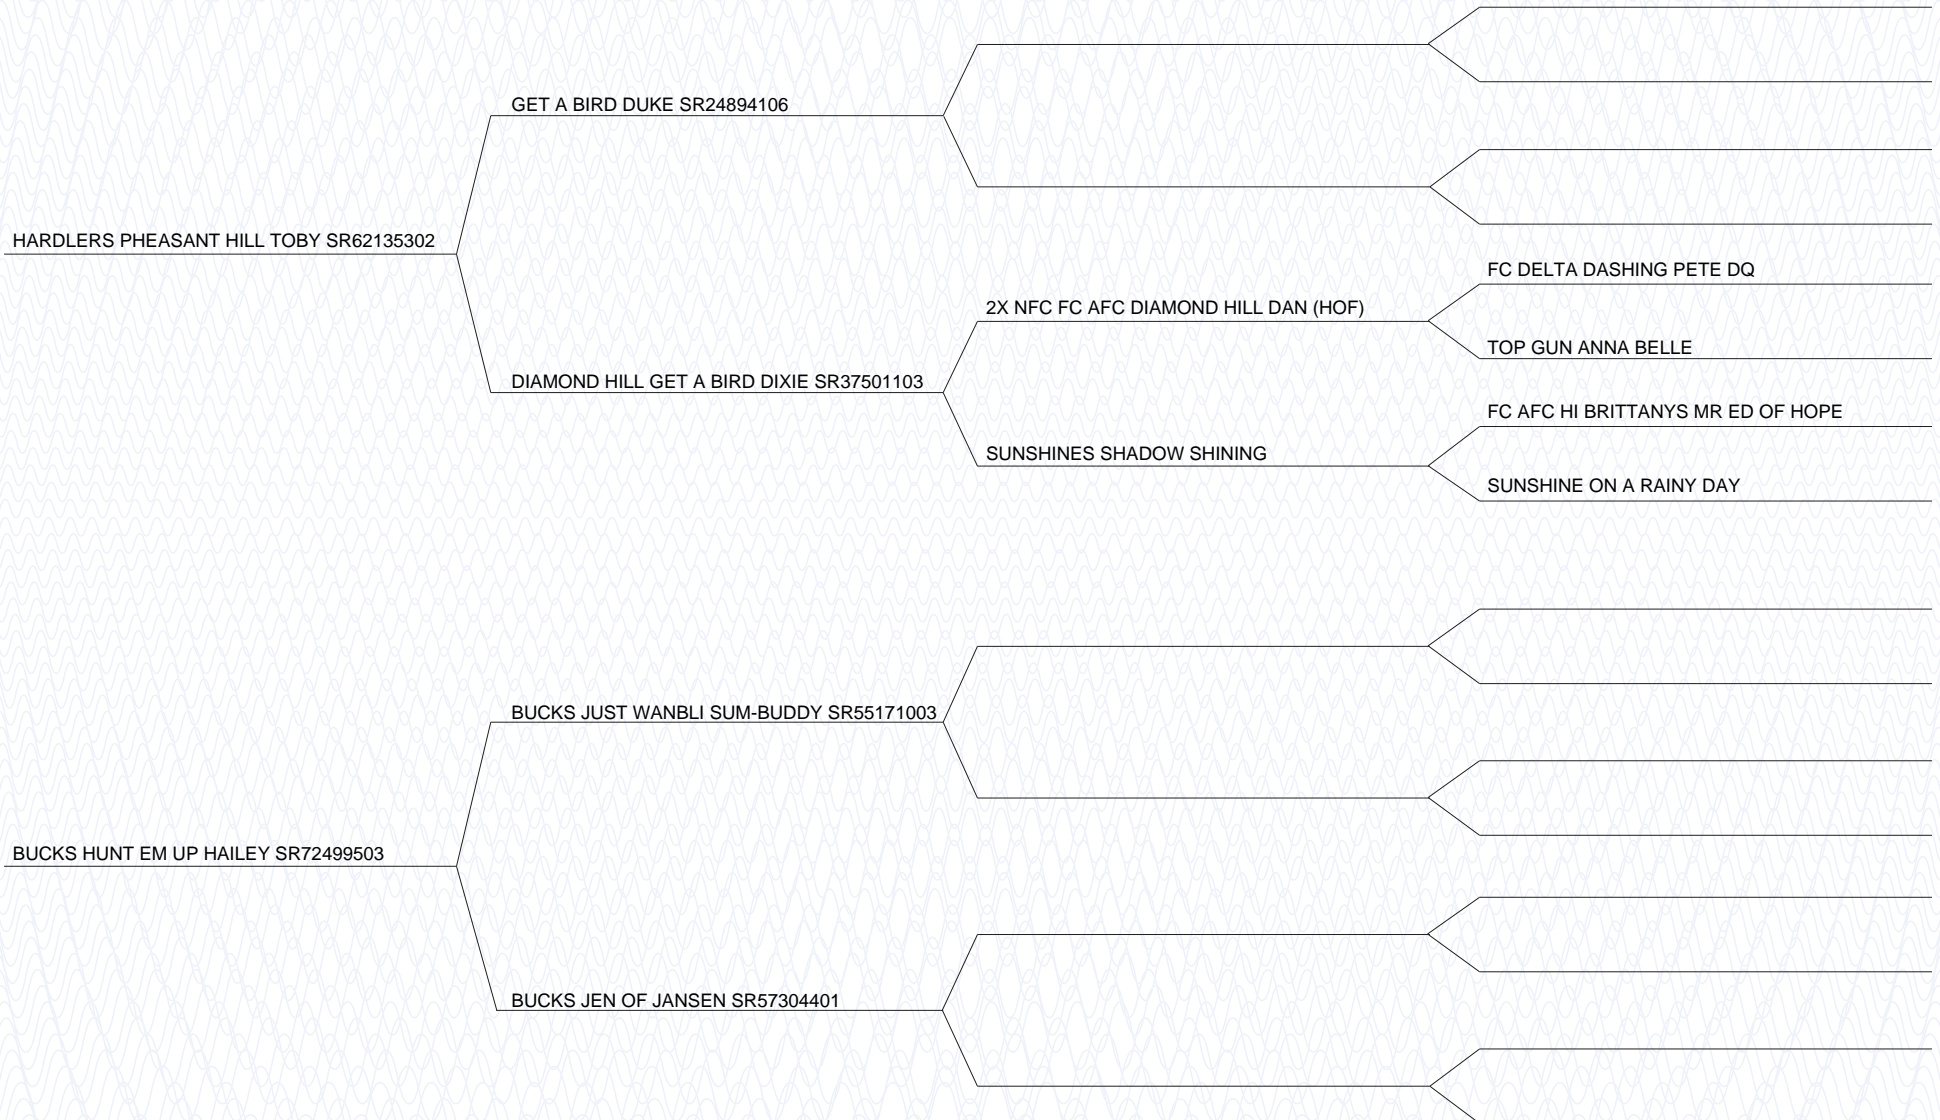 GET A BIRD DUKE SR24894106
HARDLERS PHEASANT HILL TOBY SR62135302
FC DELTA DASHING PETE DQ
2X NFC FC AFC DIAMOND HILL DAN (HOF)
TOP GUN ANNA BELLE
DIAMOND HILL GET A BIRD DIXIE SR37501103
FC AFC HI BRITTANYS MR ED OF HOPE
SUNSHINES SHADOW SHINING
SUNSHINE ON A RAINY DAY
BUCKS JUST WANBLI SUM-BUDDY SR55171003
BUCKS HUNT EM UP HAILEY SR72499503
BUCKS JEN OF JANSEN SR57304401